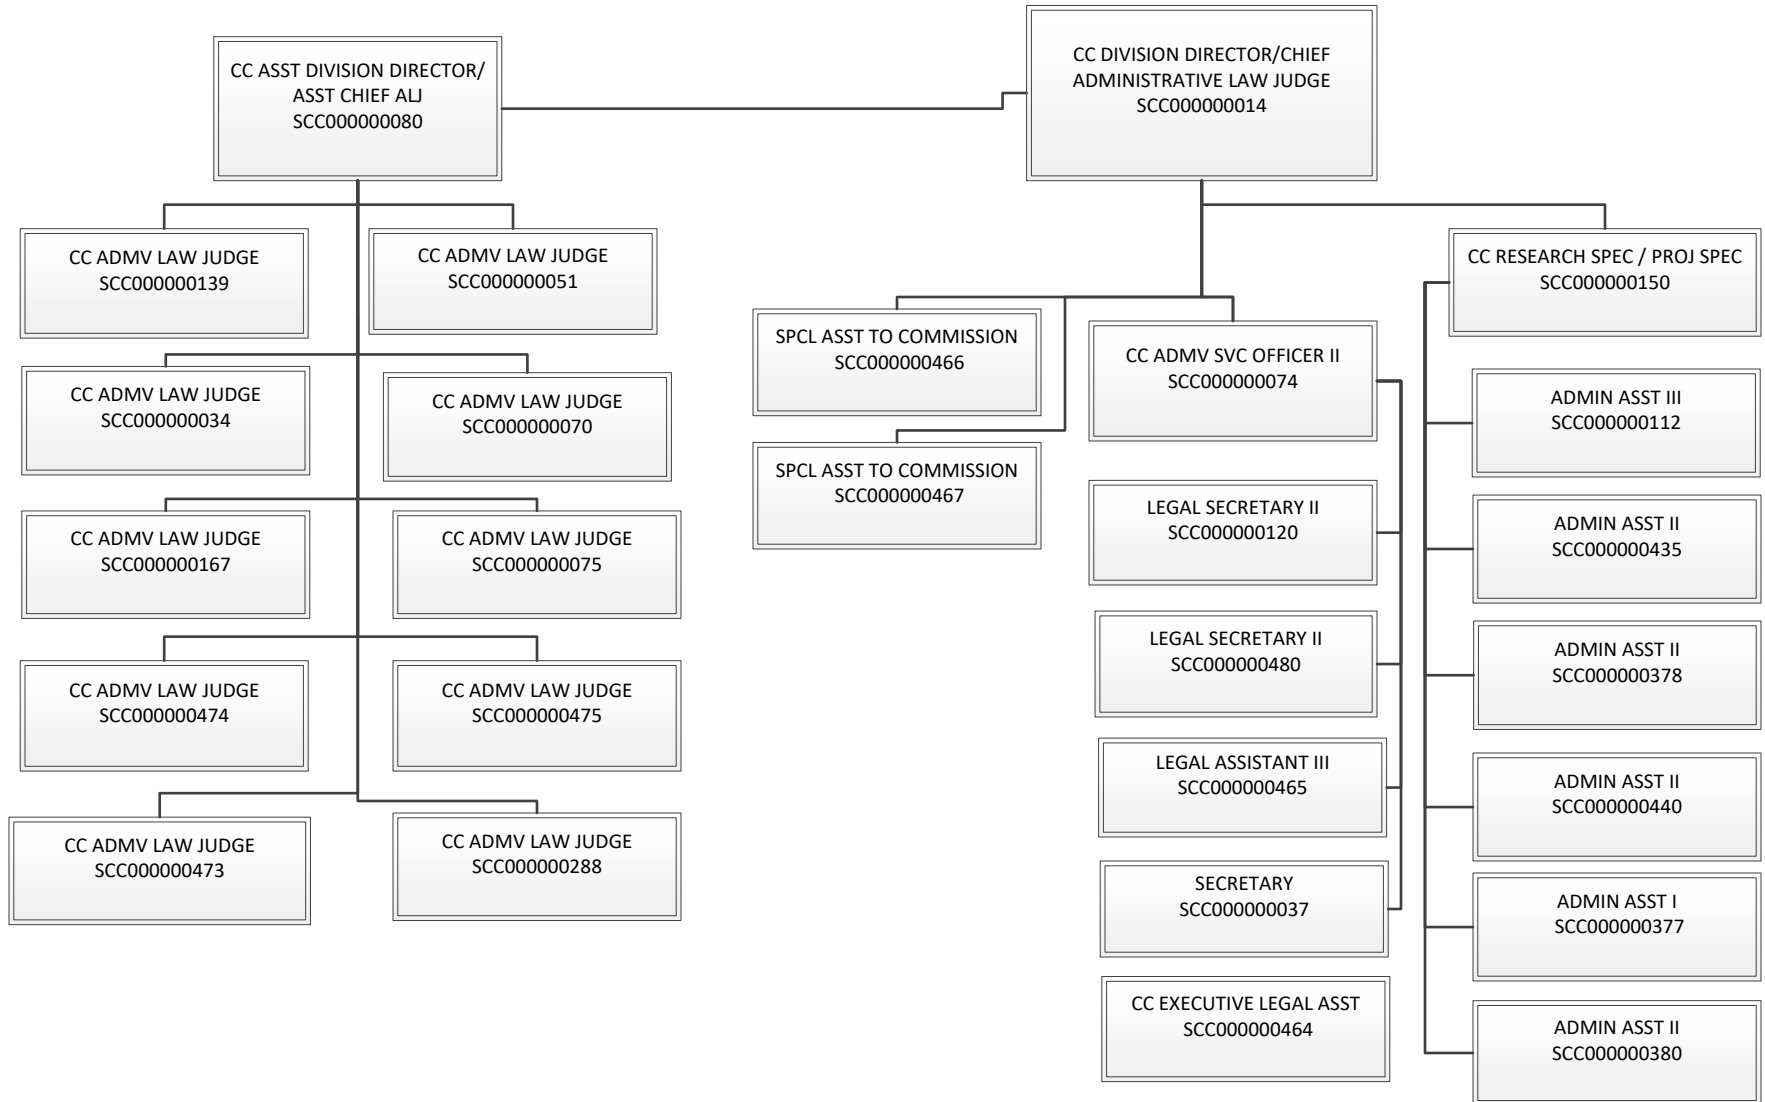 CC ASST DIVISION DIRECTOR/
ASST CHIEF ALJ
SCC000000080
CC DIVISION DIRECTOR/CHIEF
ADMINISTRATIVE LAW JUDGE
SCC000000014
CC ADMV LAW JUDGE
SCC000000139
CC ADMV LAW JUDGE
SCC000000051
CC ADMV LAW JUDGE
SCC000000034
CC ADMV LAW JUDGE
SCC000000070
CC ADMV LAW JUDGE
SCC000000167
CC ADMV LAW JUDGE
SCC000000075
CC ADMV LAW JUDGE
SCC000000474
CC ADMV LAW JUDGE
SCC000000475
CC ADMV LAW JUDGE
SCC000000473
CC ADMV LAW JUDGE
SCC000000288
SPCL ASST TO COMMISSION
SCC000000466
SPCL ASST TO COMMISSION
SCC000000467
CC ADMV SVC OFFICER II
SCC000000074
LEGAL SECRETARY II
SCC000000120
LEGAL SECRETARY II
SCC000000480
LEGAL ASSISTANT III
SCC000000465
SECRETARY
SCC000000037
CC EXECUTIVE LEGAL ASST
SCC000000464
CC RESEARCH SPEC / PROJ SPEC
SCC000000150
ADMIN ASST III
SCC000000112
ADMIN ASST II
SCC000000435
ADMIN ASST II
SCC000000378
ADMIN ASST II
SCC000000440
ADMIN ASST I
SCC000000377
ADMIN ASST II
SCC000000380